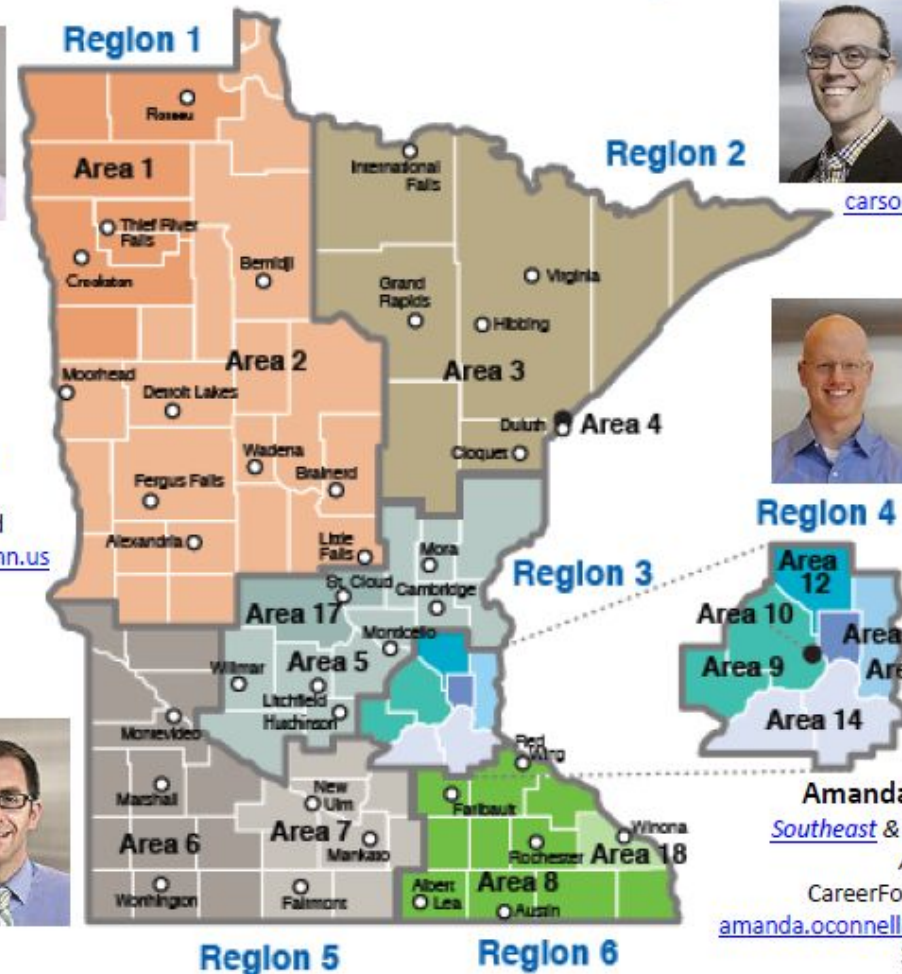 Region 1
Roseau
Area 1
Thief River
Falls
Crookston
Bemidji
Area 2
Moorhead
Detroit Lakes
Wadena
Brainerd
Fergus Falls
Alexandria
Little
Falls
Region 2
carso
International
Falls
Virginia
Grand
Rapids
Hibbing
Area 3
Duluth
Area 4
Cloquet
nn.us
Region 3
Mora
St. Cloud
Cambridge
Area 17
Monticello
Willmar
Area 5
Litchfield
Hutchinson
Region 4
Area
12
Area 10
Area
Area 9
Are
Area 14
Montevideo
Marshall
New
Ulm
Area 6
Area 7
Mankato
Worthington
Fairmont
Region 5
Red
Wing
Faribault
Winona
Rochester
Area 18
Albert
Lea
Area 8
Austin
Region 6
Amanda
Southeast &
CareerFo
amanda.oconnell